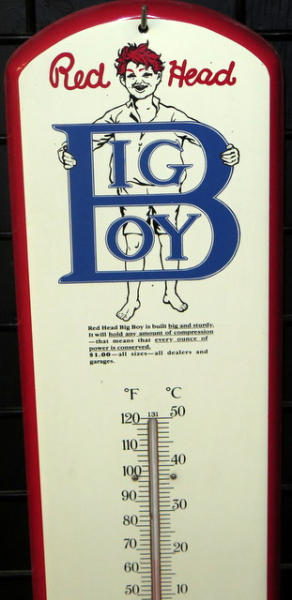 Red Head
BIG
BOY
Red Head Big Boy is built big and sturdy.
It will hold any amount of compression
—that means that every ounce of
power is conserved.
$1.00—all sizes—all dealers and
garages.
°F °C
131
120 50
110
100 40
90
80 30
70
60 20
50 10